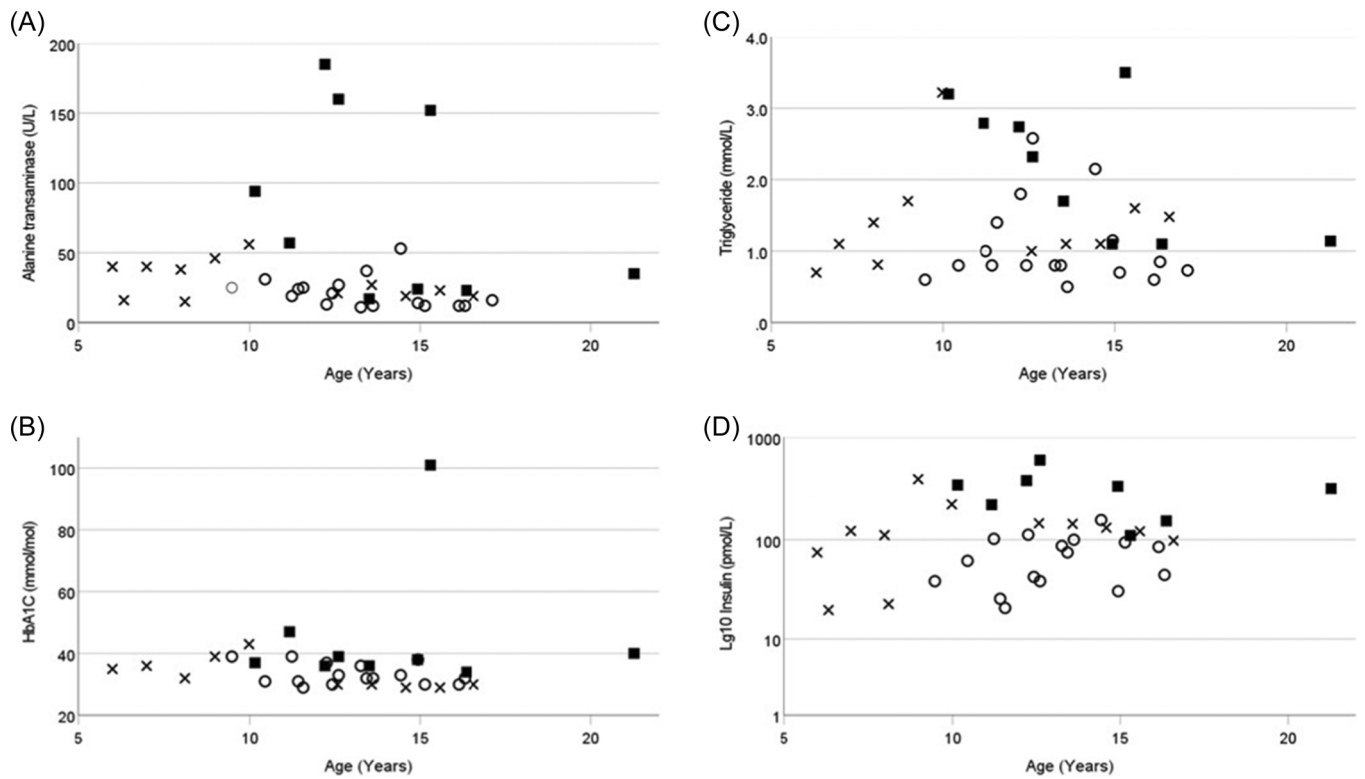 (A)
Alanine transaminase (U/L)
200
150
100
50
0
5 10 15 20
Age (Years)
(C)
Triglyceride (mmol/L)
4.0
3.0
2.0
1.0
.0
5 10 15 20
Age (Years)
(B)
HbA1C (mmol/mol)
100
80
60
40
20
5 10 15 20
Age (Years)
(D)
Lg10 Insulin (pmol/L)
1000
100
10
1
5 10 15 20
Age (Years)